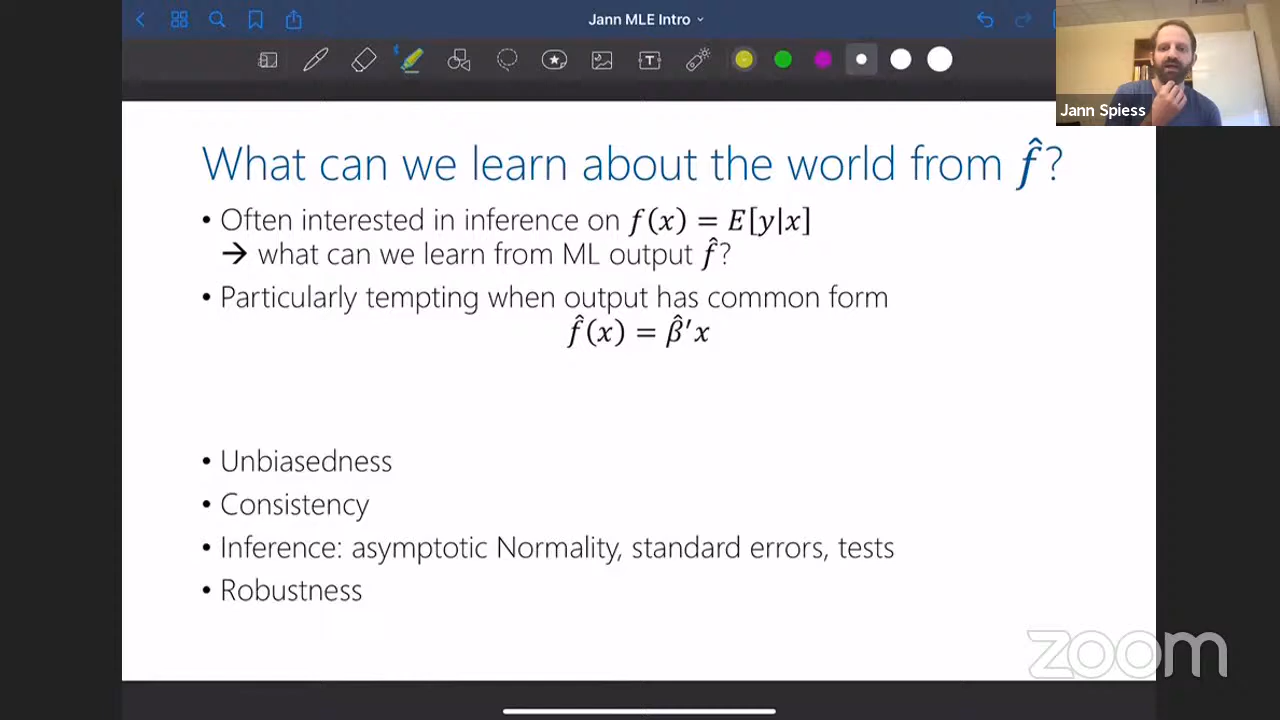 Jann MLE Intro
T
Jann Spiess
What can we learn about the world from f̂?
• Often interested in inference on f(x) = E[y|x]
→ what can we learn from ML output f̂?
• Particularly tempting when output has common form
f̂(x) = β̂′x
• Unbiasedness
• Consistency
• Inference: asymptotic Normality, standard errors, tests
• Robustness
zoom